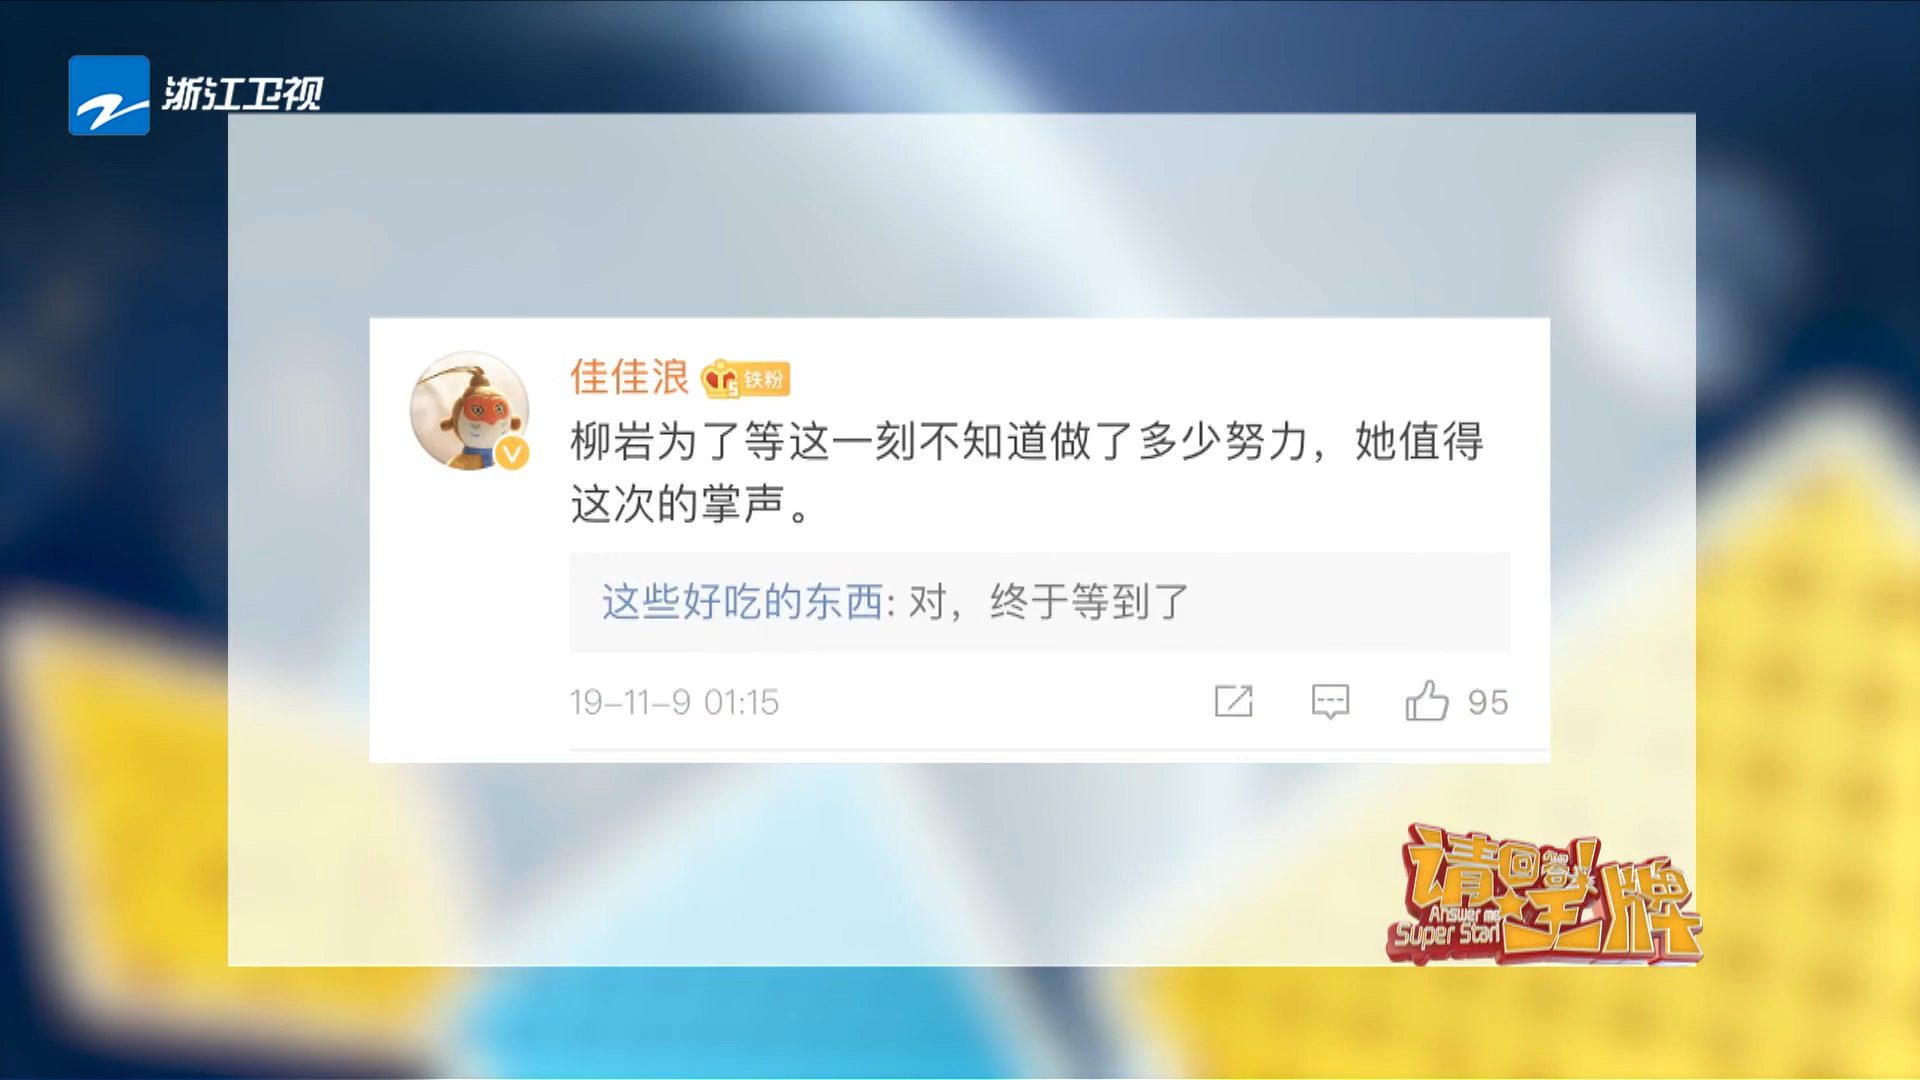 浙江卫视
佳佳浪 5 铁粉
柳岩为了等这一刻不知道做了多少努力，她值得
这次的掌声。
这些好吃的东西: 对，终于等到了
19-11-9 01:15
95
请回答王牌
Answer me
Super Star!